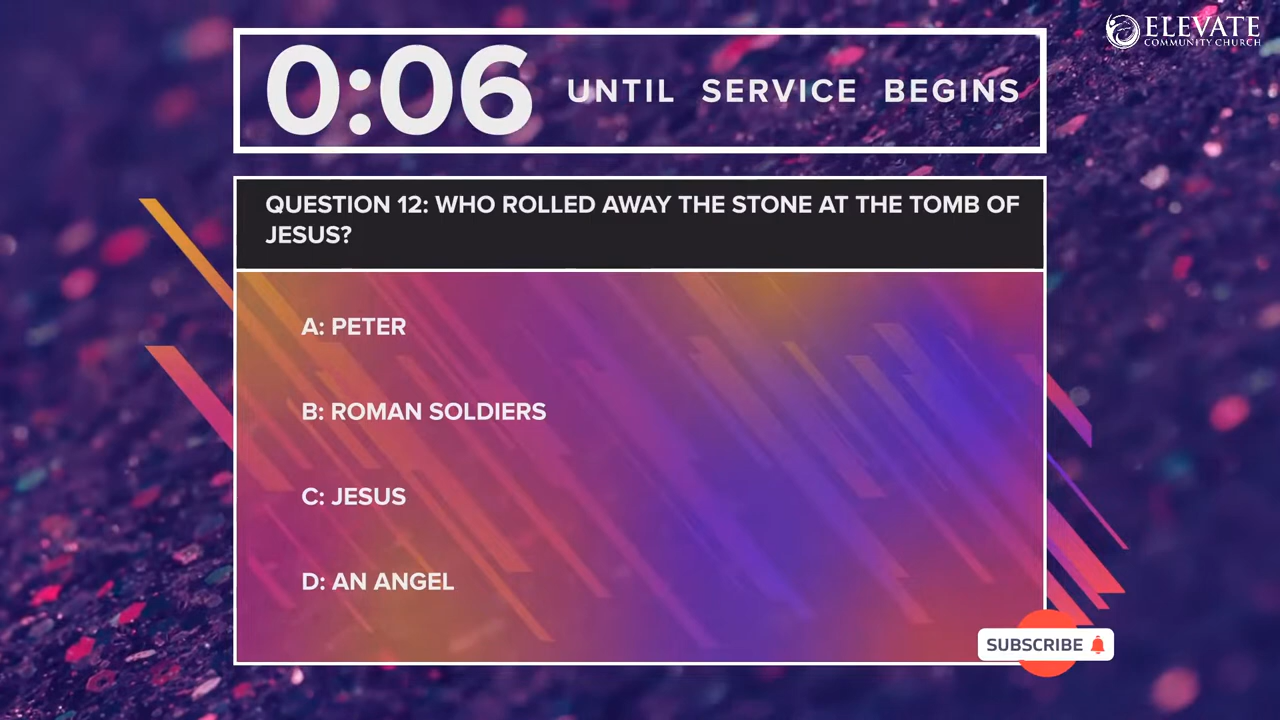 ELEVATE
COMMUNITY CHURCH
0:06 UNTIL SERVICE BEGINS
QUESTION 12: WHO ROLLED AWAY THE STONE AT THE TOMB OF
JESUS?
A: PETER
B: ROMAN SOLDIERS
C: JESUS
D: AN ANGEL
SUBSCRIBE